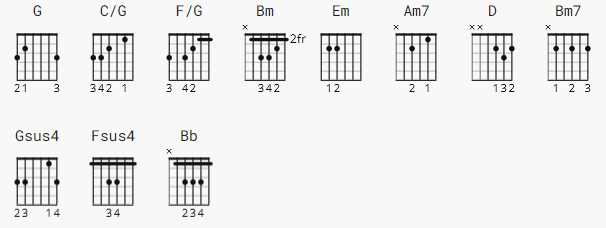 G C/G F/G Bm Em Am7 D Bm7
× × ×× ×
2fr
21 3 342 1 3 42 342 12 2 1 132 1 2 3
Gsus4 Fsus4 Bb
×
23 14 34 234